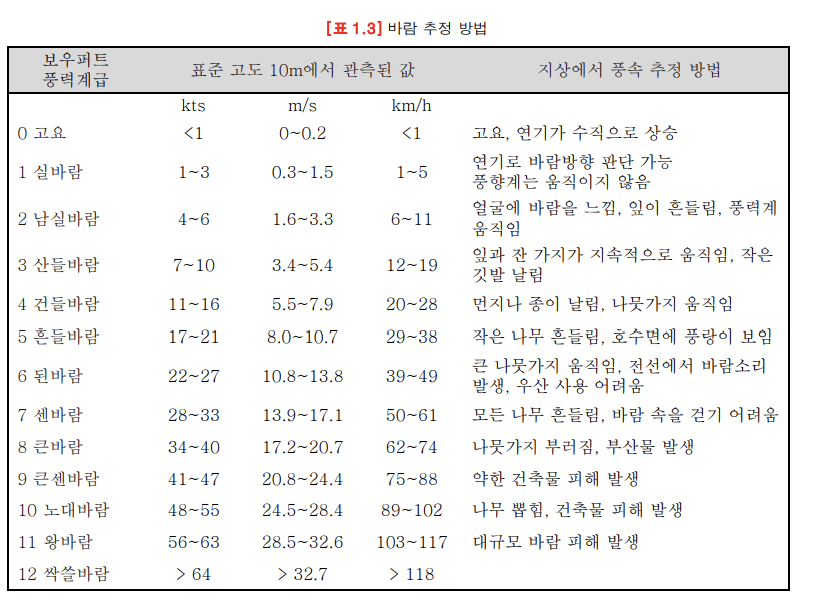 [표 1.3] 바람 추정 방법
보우퍼트
풍력계급
표준 고도 10m에서 관측된 값
지상에서 풍속 추정 방법
kts m/s km/h
0 고요 <1 0~0.2 <1 고요, 연기가 수직으로 상승
1 실바람 1~3 0.3~1.5 1~5 연기로 바람방향 판단 가능
풍향계는 움직이지 않음
2 남실바람 4~6 1.6~3.3 6~11 얼굴에 바람을 느낌, 잎이 흔들림, 풍력계
움직임
3 산들바람 7~10 3.4~5.4 12~19 잎과 잔 가지가 지속적으로 움직임, 작은
깃발 날림
4 건들바람 11~16 5.5~7.9 20~28 먼지나 종이 날림, 나뭇가지 움직임
5 흔들바람 17~21 8.0~10.7 29~38 작은 나무 흔들림, 호수면에 풍랑이 보임
6 된바람 22~27 10.8~13.8 39~49 큰 나뭇가지 움직임, 전선에서 바람소리
발생, 우산 사용 어려움
7 센바람 28~33 13.9~17.1 50~61 모든 나무 흔들림, 바람 속을 걷기 어려움
8 큰바람 34~40 17.2~20.7 62~74 나뭇가지 부러짐, 부산물 발생
9 큰센바람 41~47 20.8~24.4 75~88 약한 건축물 피해 발생
10 노대바람 48~55 24.5~28.4 89~102 나무 뽑힘, 건축물 피해 발생
11 왕바람 56~63 28.5~32.6 103~117 대규모 바람 피해 발생
12 싹쓸바람 > 64 > 32.7 > 118